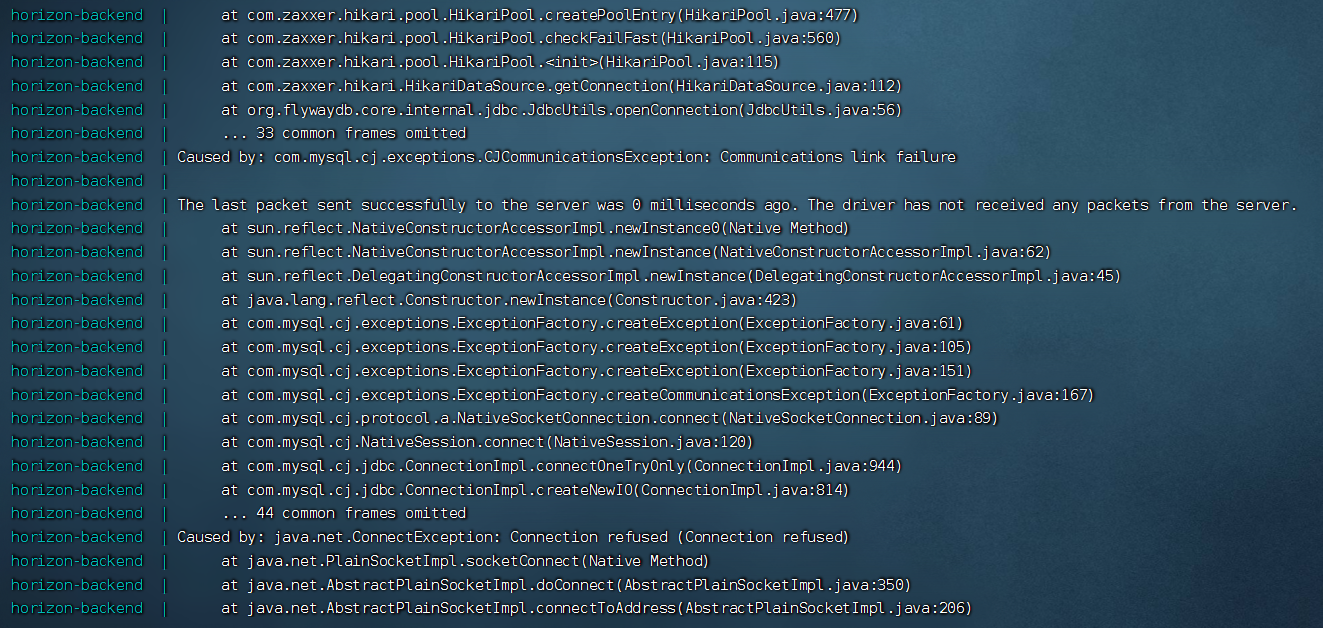 horizon-backend | at com.zaxxer.hikari.pool.HikariPool.createPoolEntry(HikariPool.java:477)
horizon-backend | at com.zaxxer.hikari.pool.HikariPool.checkFailFast(HikariPool.java:560)
horizon-backend | at com.zaxxer.hikari.pool.HikariPool.<init>(HikariPool.java:115)
horizon-backend | at com.zaxxer.hikari.HikariDataSource.getConnection(HikariDataSource.java:112)
horizon-backend | at org.flywaydb.core.internal.jdbc.JdbcUtils.openConnection(JdbcUtils.java:56)
horizon-backend | ... 33 common frames omitted
horizon-backend | Caused by: com.mysql.cj.exceptions.CJCommunicationsException: Communications link failure
horizon-backend |
horizon-backend | The last packet sent successfully to the server was 0 milliseconds ago. The driver has not received any packets from the server.
horizon-backend | at sun.reflect.NativeConstructorAccessorImpl.newInstance0(Native Method)
horizon-backend | at sun.reflect.NativeConstructorAccessorImpl.newInstance(NativeConstructorAccessorImpl.java:62)
horizon-backend | at sun.reflect.DelegatingConstructorAccessorImpl.newInstance(DelegatingConstructorAccessorImpl.java:45)
horizon-backend | at java.lang.reflect.Constructor.newInstance(Constructor.java:423)
horizon-backend | at com.mysql.cj.exceptions.ExceptionFactory.createException(ExceptionFactory.java:61)
horizon-backend | at com.mysql.cj.exceptions.ExceptionFactory.createException(ExceptionFactory.java:105)
horizon-backend | at com.mysql.cj.exceptions.ExceptionFactory.createException(ExceptionFactory.java:151)
horizon-backend | at com.mysql.cj.exceptions.ExceptionFactory.createCommunicationsException(ExceptionFactory.java:167)
horizon-backend | at com.mysql.cj.protocol.a.NativeSocketConnection.connect(NativeSocketConnection.java:89)
horizon-backend | at com.mysql.cj.NativeSession.connect(NativeSession.java:120)
horizon-backend | at com.mysql.cj.jdbc.ConnectionImpl.connectOneTryOnly(ConnectionImpl.java:944)
horizon-backend | at com.mysql.cj.jdbc.ConnectionImpl.createNewIO(ConnectionImpl.java:814)
horizon-backend | ... 44 common frames omitted
horizon-backend | Caused by: java.net.ConnectException: Connection refused (Connection refused)
horizon-backend | at java.net.PlainSocketImpl.socketConnect(Native Method)
horizon-backend | at java.net.AbstractPlainSocketImpl.doConnect(AbstractPlainSocketImpl.java:350)
horizon-backend | at java.net.AbstractPlainSocketImpl.connectToAddress(AbstractPlainSocketImpl.java:206)